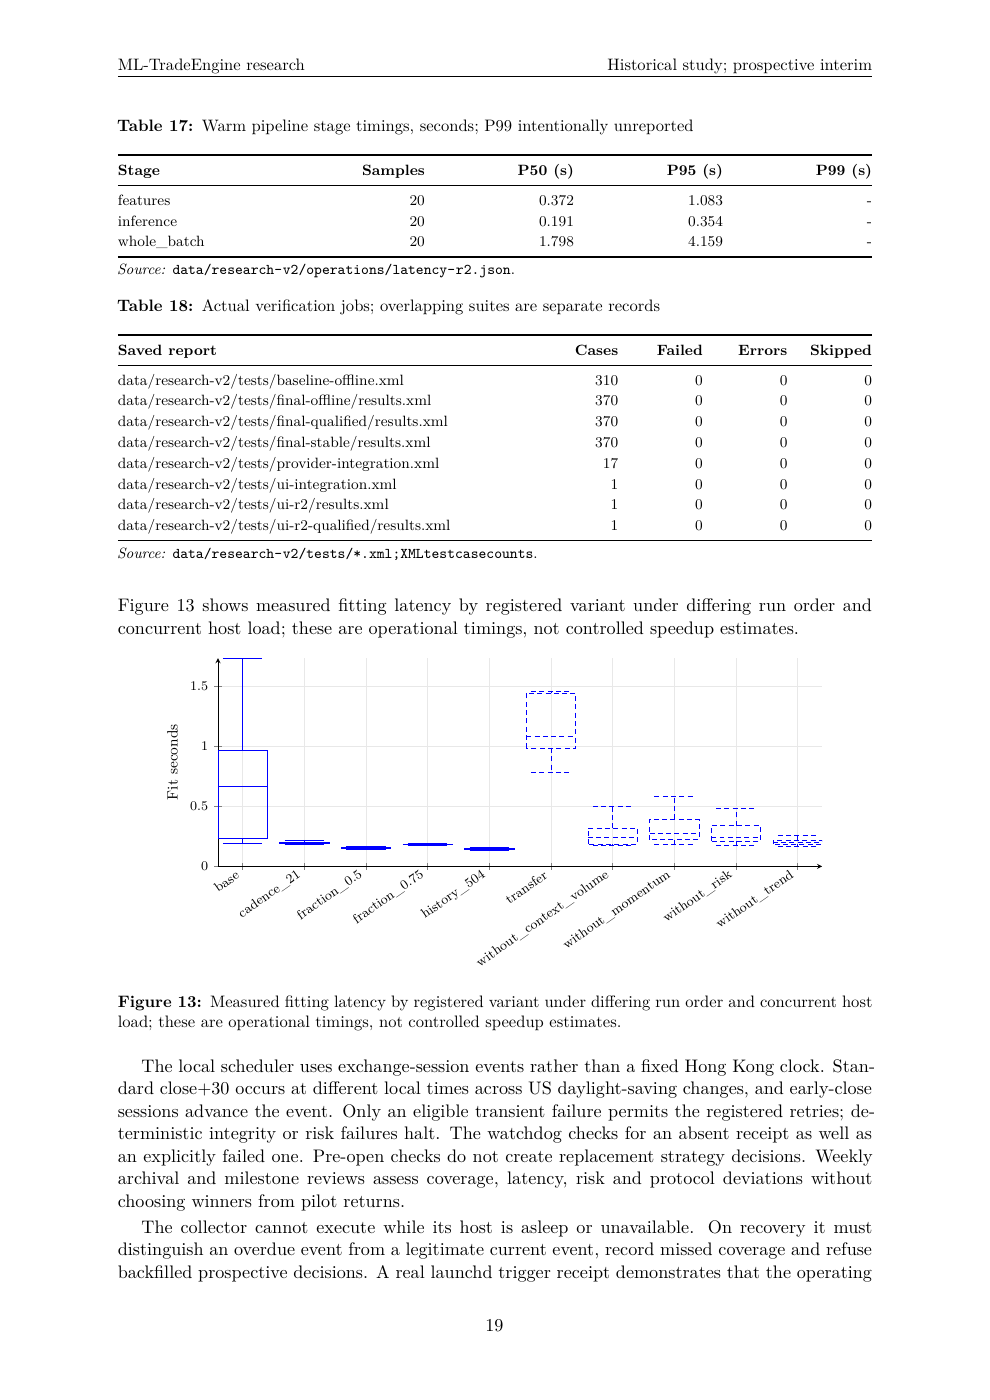 ML-TradeEngine research Historical study; prospective interim
Table 17: Warm pipeline stage timings, seconds; P99 intentionally unreported
Stage Samples P50 (s) P95 (s) P99 (s)
features 20 0.372 1.083 -
inference 20 0.191 0.354 -
whole_batch 20 1.798 4.159 -
Source: data/research-v2/operations/latency-r2.json.
Table 18: Actual verification jobs; overlapping suites are separate records
Saved report Cases Failed Errors Skipped
data/research-v2/tests/baseline-offline.xml 310 0 0 0
data/research-v2/tests/final-offline/results.xml 370 0 0 0
data/research-v2/tests/final-qualified/results.xml 370 0 0 0
data/research-v2/tests/final-stable/results.xml 370 0 0 0
data/research-v2/tests/provider-integration.xml 17 0 0 0
data/research-v2/tests/ui-integration.xml 1 0 0 0
data/research-v2/tests/ui-r2/results.xml 1 0 0 0
data/research-v2/tests/ui-r2-qualified/results.xml 1 0 0 0
Source: data/research-v2/tests/*.xml;XMLtestcasecounts.
Figure 13 shows measured fitting latency by registered variant under differing run order and
concurrent host load; these are operational timings, not controlled speedup estimates.
Fit seconds
1.5
1
0.5
0
base
cadence_21
fraction_0.5
fraction_0.75
history_504
transfer
without_context_volume
without_momentum
without_risk
without_trend
Figure 13: Measured fitting latency by registered variant under differing run order and concurrent host
load; these are operational timings, not controlled speedup estimates.
The local scheduler uses exchange-session events rather than a fixed Hong Kong clock. Stan-
dard close+30 occurs at different local times across US daylight-saving changes, and early-close
sessions advance the event. Only an eligible transient failure permits the registered retries; de-
terministic integrity or risk failures halt. The watchdog checks for an absent receipt as well as
an explicitly failed one. Pre-open checks do not create replacement strategy decisions. Weekly
archival and milestone reviews assess coverage, latency, risk and protocol deviations without
choosing winners from pilot returns.
The collector cannot execute while its host is asleep or unavailable. On recovery it must
distinguish an overdue event from a legitimate current event, record missed coverage and refuse
backfilled prospective decisions. A real launchd trigger receipt demonstrates that the operating
19